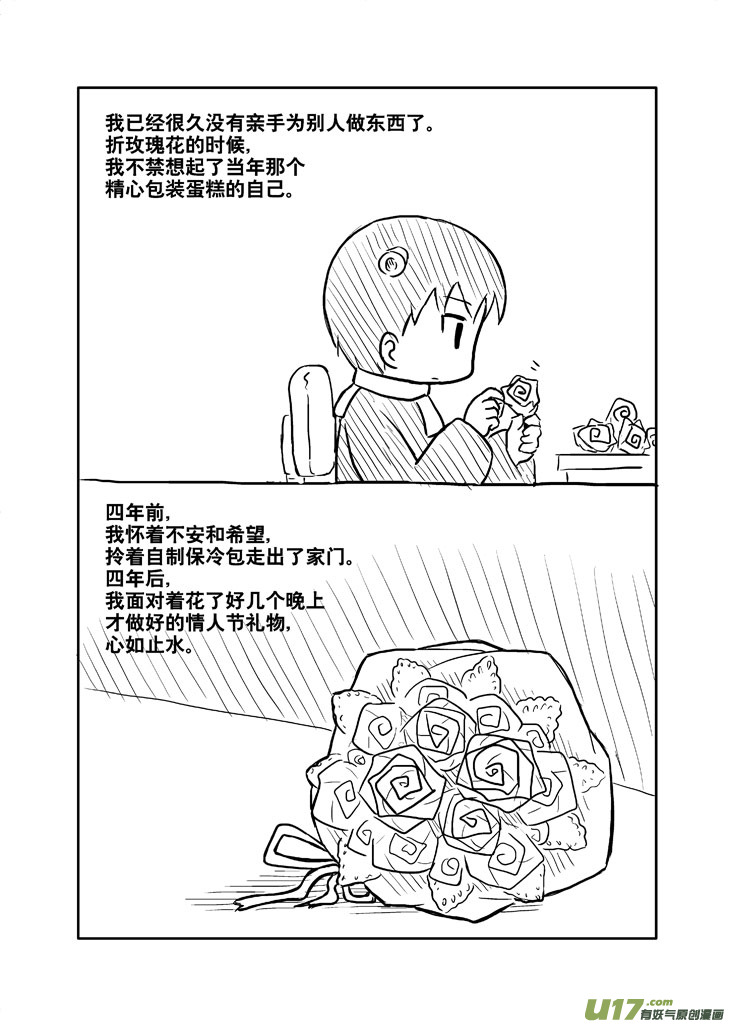 我已经很久没有亲手为别人做东西了。
折玫瑰花的时候，
我不禁想起了当年那个
精心包装蛋糕的自己。
四年前，
我怀着不安和希望，
拎着自制保冷包走出了家门。
四年后，
我面对着花了好几个晚上
才做好的情人节礼物，
心如止水。
U17.com
有妖气原创漫画